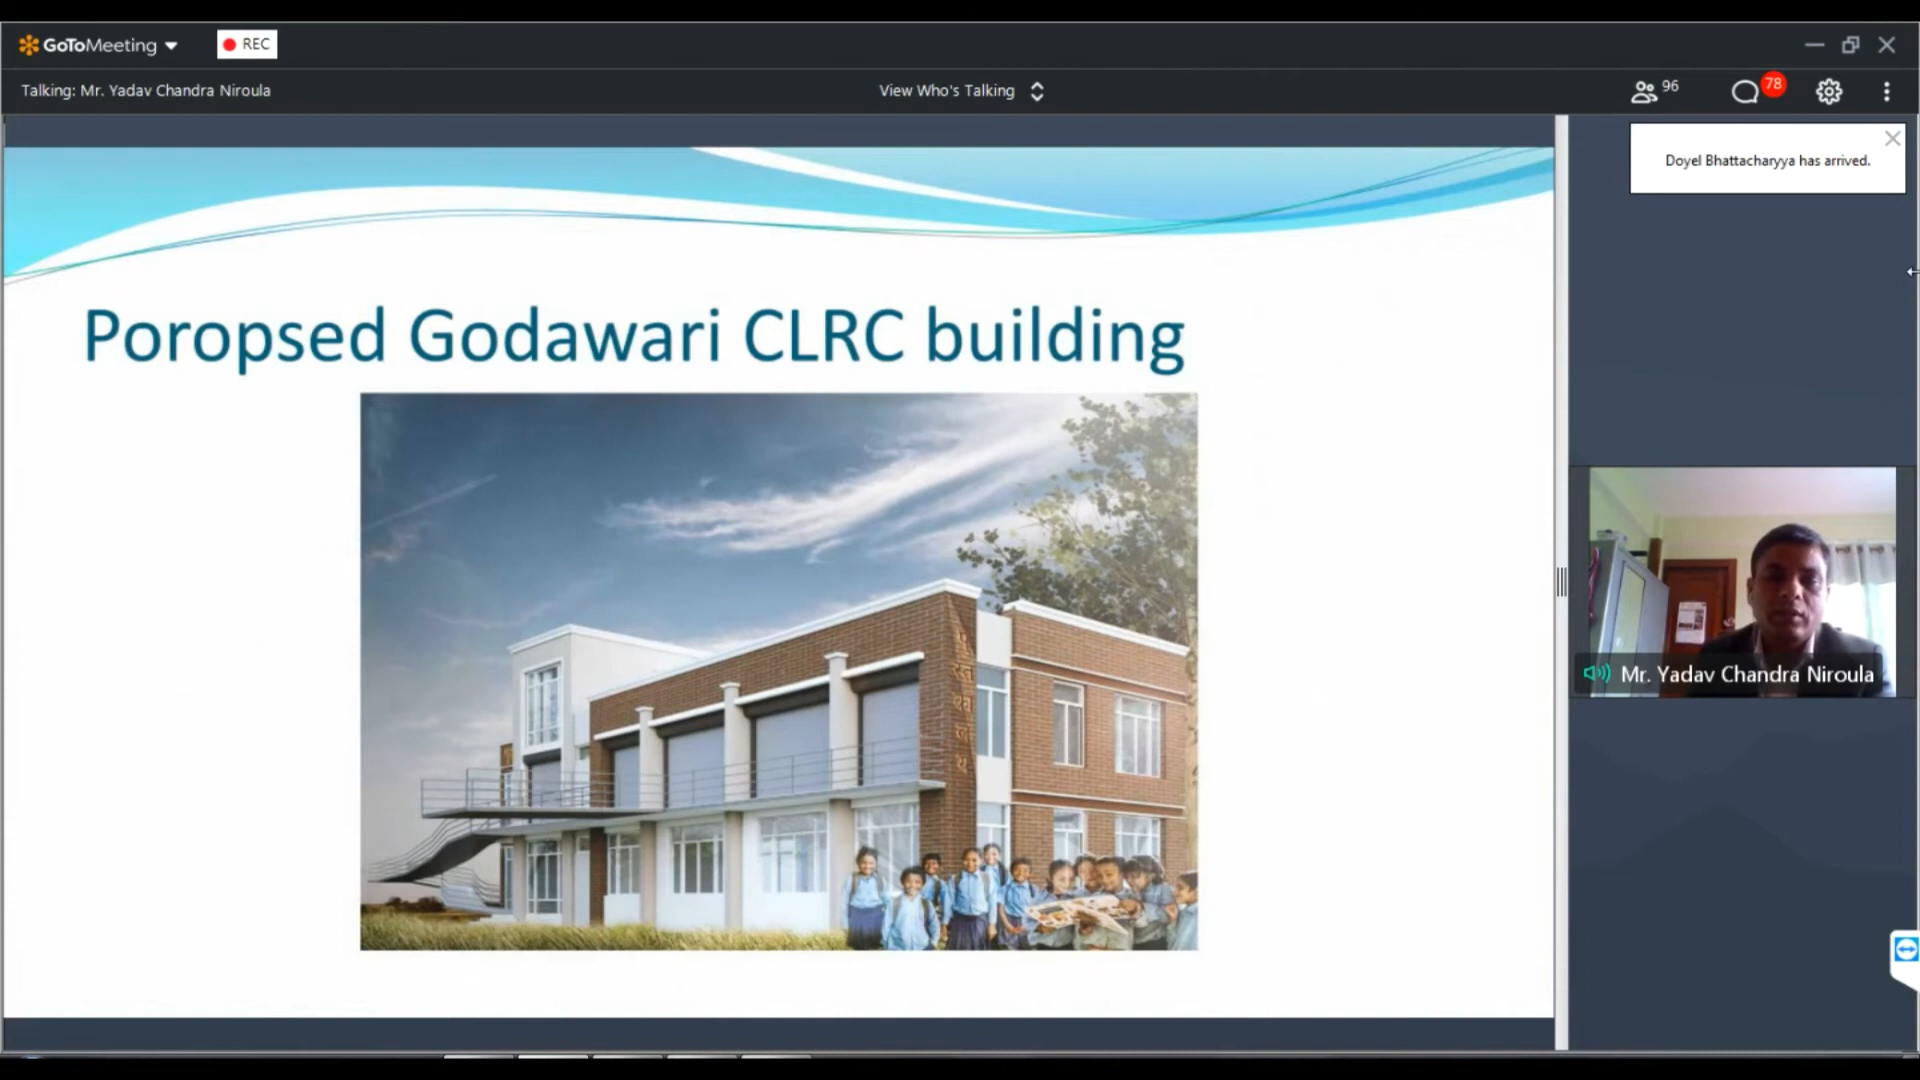 GoToMeeting
REC
Talking: Mr. Yadav Chandra Niroula
View Who's Talking
96
78
Doyel Bhattacharyya has arrived.
Poropsed Godawari CLRC building
Mr. Yadav Chandra Niroula